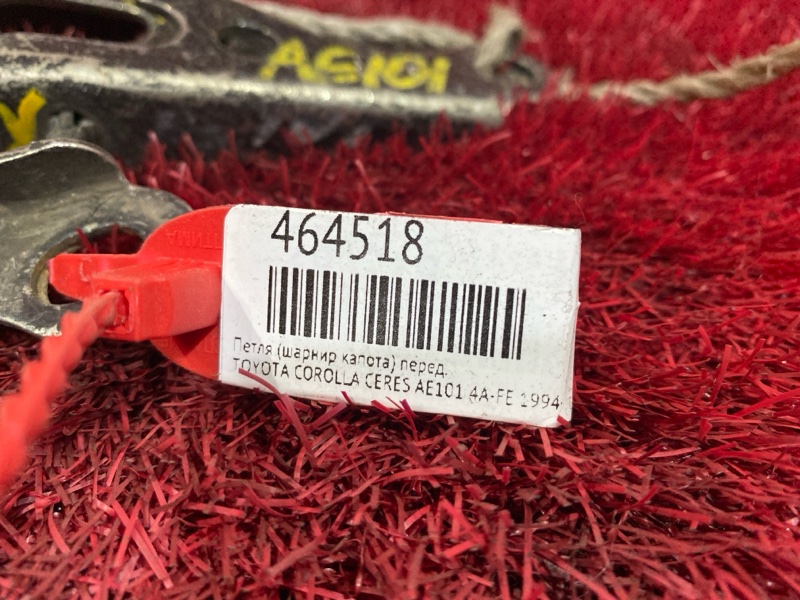 AE101
464518
Петля (шарнир капота) перед.
TOYOTA COROLLA CERES AE101 4A-FE 1994